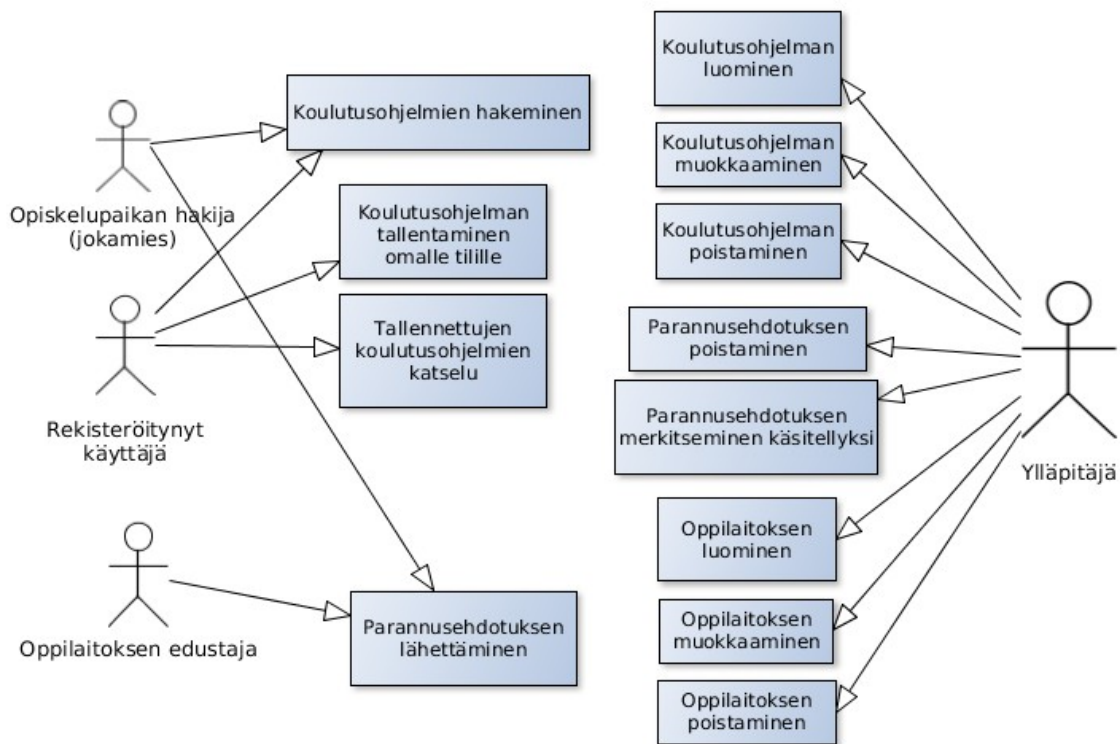 Koulutusohjelmien hakeminen
Opiskelupaikan hakija
(jokamies)
Koulutusohjelman
tallentaminen
omalle tilille
Tallennettujen
koulutusohjelmien
katselu
Rekisteröitynyt
käyttäjä
Oppilaitoksen edustaja
Parannusehdotuksen
lähettäminen
Koulutusohjelman
luominen
Koulutusohjelman
muokkaaminen
Koulutusohjelman
poistaminen
Parannusehdotuksen
poistaminen
Parannusehdotuksen
merkitseminen käsitellyksi
Ylläpitäjä
Oppilaitoksen
luominen
Oppilaitoksen
muokkaaminen
Oppilaitoksen
poistaminen